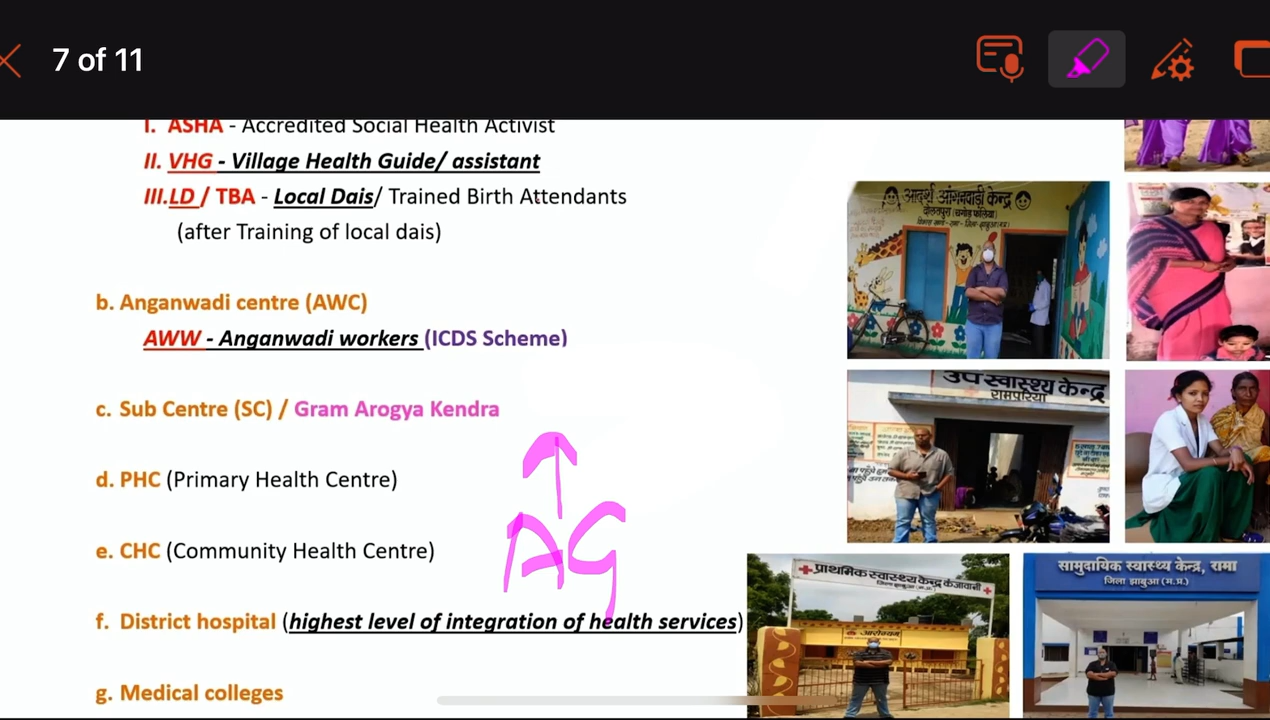 7 of 11
I. ASHA - Accredited Social Health Activist
II. VHG - Village Health Guide/ assistant
III.LD / TBA - Local Dais/ Trained Birth Attendants
(after Training of local dais)
b. Anganwadi centre (AWC)
AWW - Anganwadi workers (ICDS Scheme)
c. Sub Centre (SC) / Gram Arogya Kendra
d. PHC (Primary Health Centre)
e. CHC (Community Health Centre)
AG
f. District hospital (highest level of integration of health services)
g. Medical colleges
आदर्श आंगनवाडी केन्द्र
दौलतपुरा
उप स्वास्थ्य केन्द्र
प्राथमिक स्वास्थ्य केन्द्र
सामुदायिक स्वास्थ्य केन्द्र, रामा
जिला झाबुआ (म.प्र.)